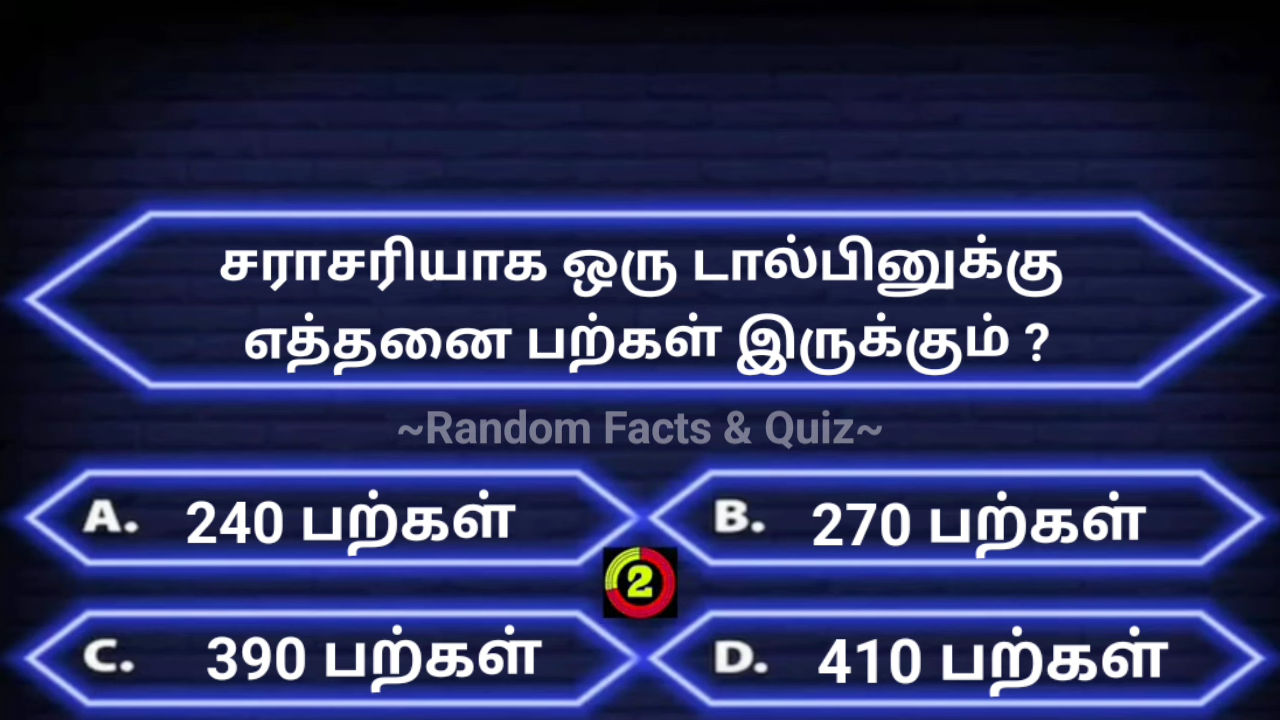 சராசரியாக ஒரு டால்பினுக்கு
எத்தனை பற்கள் இருக்கும் ?
~Random Facts & Quiz~
A. 240 பற்கள்
B. 270 பற்கள்
2
C. 390 பற்கள்
D. 410 பற்கள்